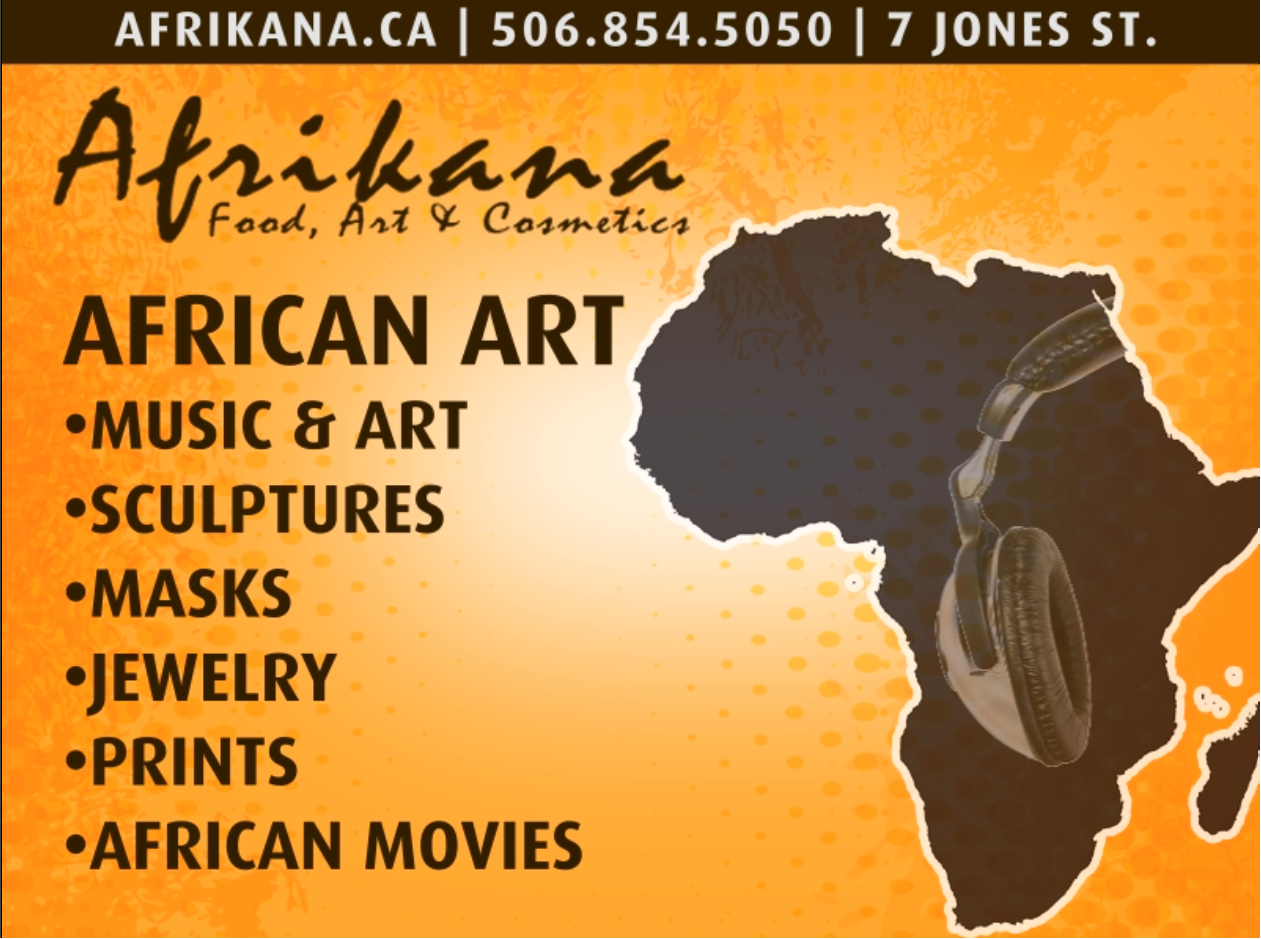 AFRIKANA.CA | 506.854.5050 | 7 JONES ST.
Afrikana
Food, Art & Cosmetics
AFRICAN ART
•MUSIC & ART
•SCULPTURES
•MASKS
•JEWELRY
•PRINTS
•AFRICAN MOVIES